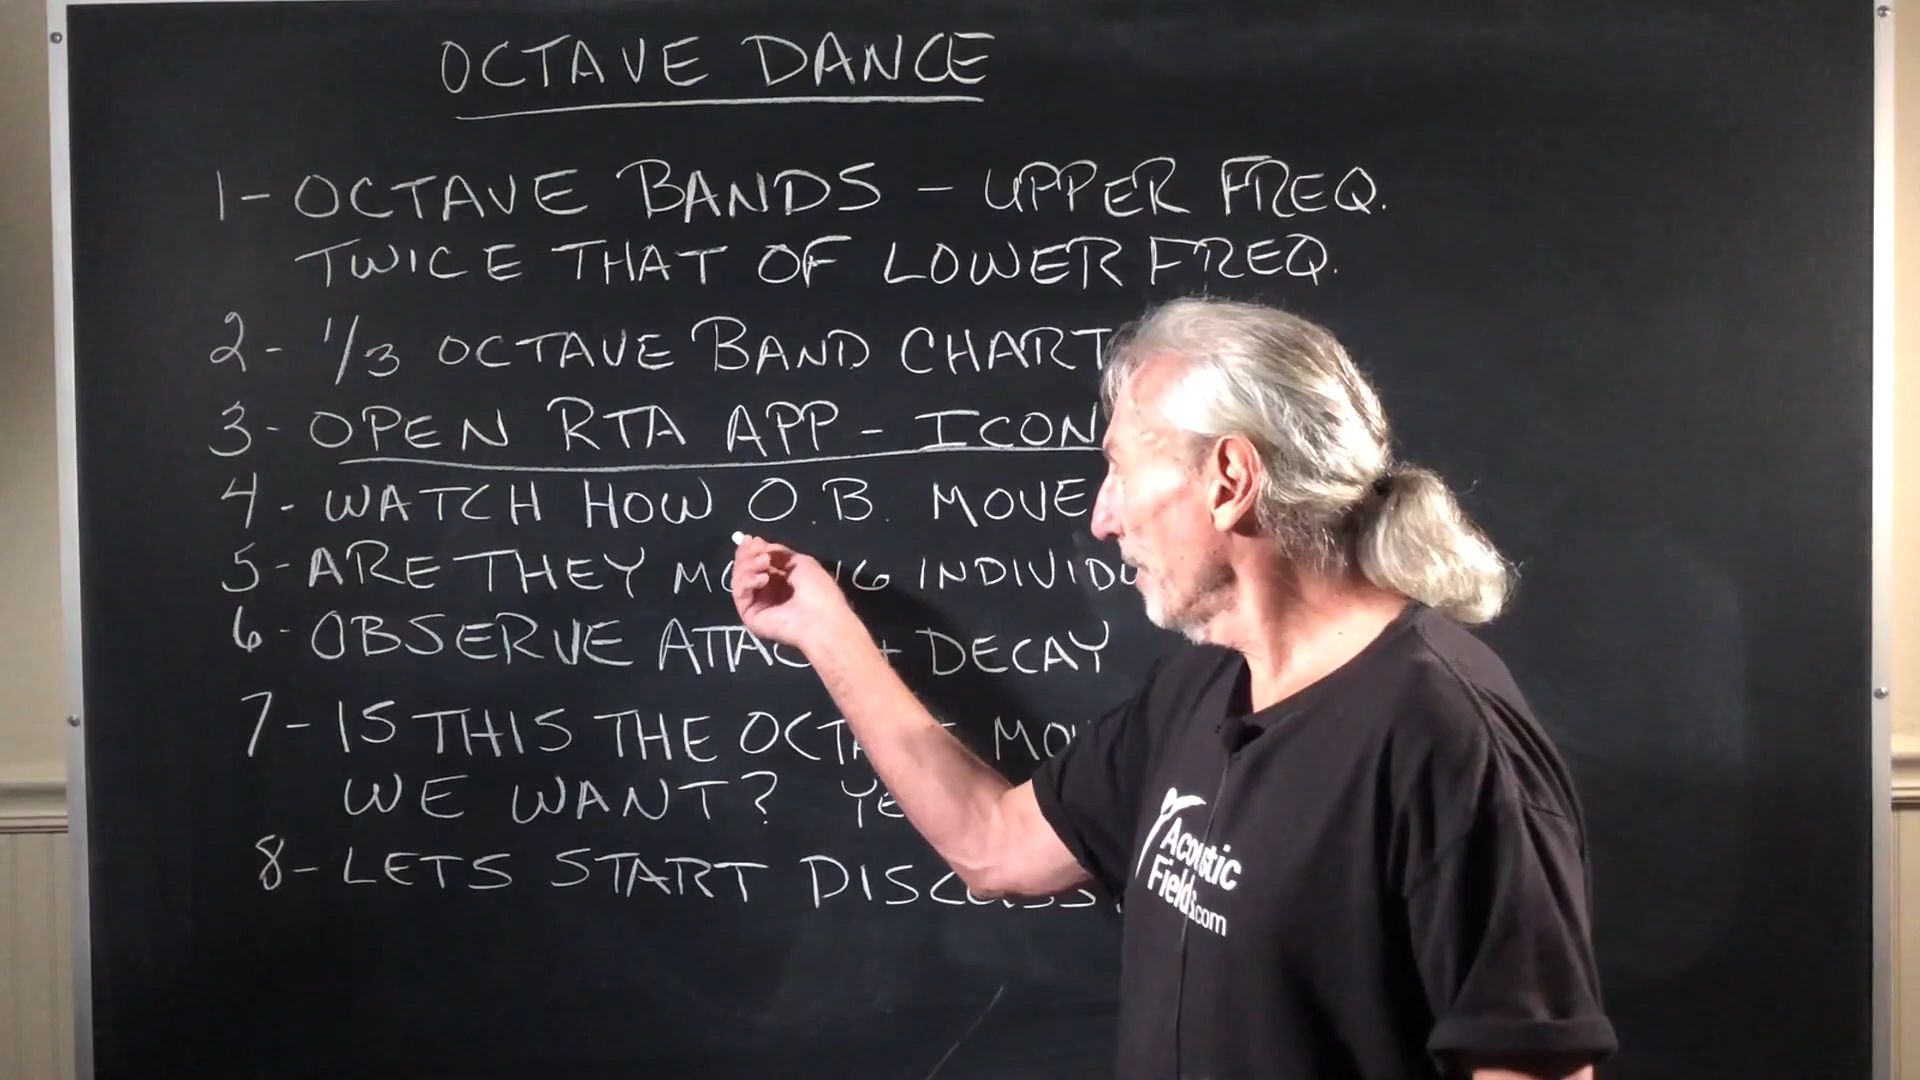 OCTAVE DANCE
1- OCTAVE BANDS - UPPER FREQ.
TWICE THAT OF LOWER FREQ.
2- 1/3 OCTAVE BAND CHART
3- OPEN RTA APP - ICON
4- WATCH HOW O.B. MOVE
5- ARE THEY
6- OBSERVE + DECAY
7- IS THIS THE
WE WANT?
8- LETS START
Acoustic
Fields.com